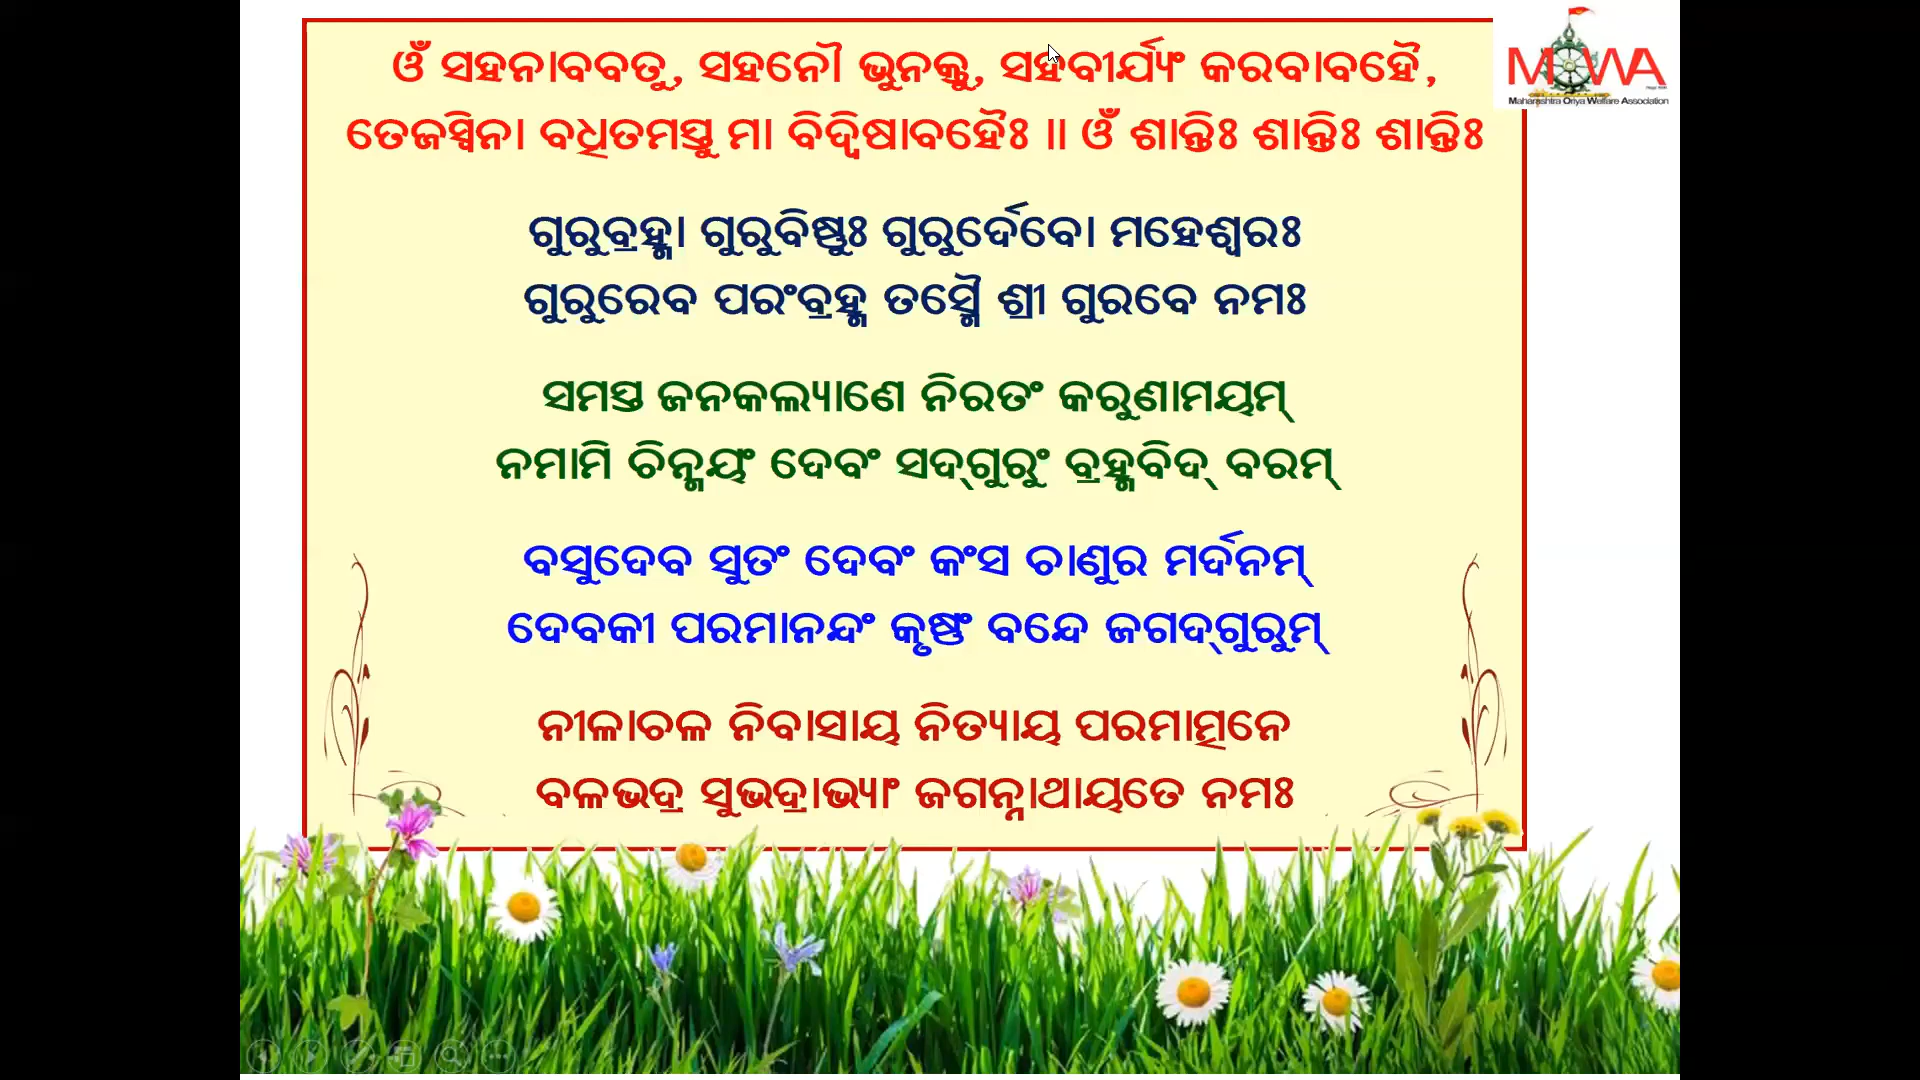 ଓଁ ସହନାବବତୁ, ସହନୌ ଭୁନକ୍ତୁ, ସହବୀର୍ଯ୍ୟଂ କରବାବହୈ,
ତେଜସ୍ୱିନା ବଧିତମସ୍ତୁ ମା ବିଦ୍ୱିଷାବହୈଃ ॥ ଓଁ ଶାନ୍ତିଃ ଶାନ୍ତିଃ ଶାନ୍ତିଃ
ଗୁରୁବ୍ରହ୍ମା ଗୁରୁବିଷ୍ଣୁଃ ଗୁରୁର୍ଦେବୋ ମହେଶ୍ୱରଃ
ଗୁରୁରେବ ପରଂବ୍ରହ୍ମ ତସ୍ମୈ ଶ୍ରୀ ଗୁରବେ ନମଃ
ସମସ୍ତ ଜନକଲ୍ୟାଣେ ନିରତଂ କରୁଣାମୟମ୍
ନମାମି ଚିନ୍ମୟଂ ଦେବଂ ସଦ୍‌ଗୁରୁଂ ବ୍ରହ୍ମବିଦ୍ ବରମ୍
ବସୁଦେବ ସୁତଂ ଦେବଂ କଂସ ଚାଣୁର ମର୍ଦନମ୍
ଦେବକୀ ପରମାନନ୍ଦଂ କୃଷ୍ଣଂ ବନ୍ଦେ ଜଗଦ୍‌ଗୁରୁମ୍
ନୀଳାଚଳ ନିବାସାୟ ନିତ୍ୟାୟ ପରମାତ୍ମନେ
ବଳଭଦ୍ର ସୁଭଦ୍ରାଭ୍ୟାଂ ଜଗନ୍ନାଥାୟତେ ନମଃ
MOWA
Maharashtra Oriya Welfare Association